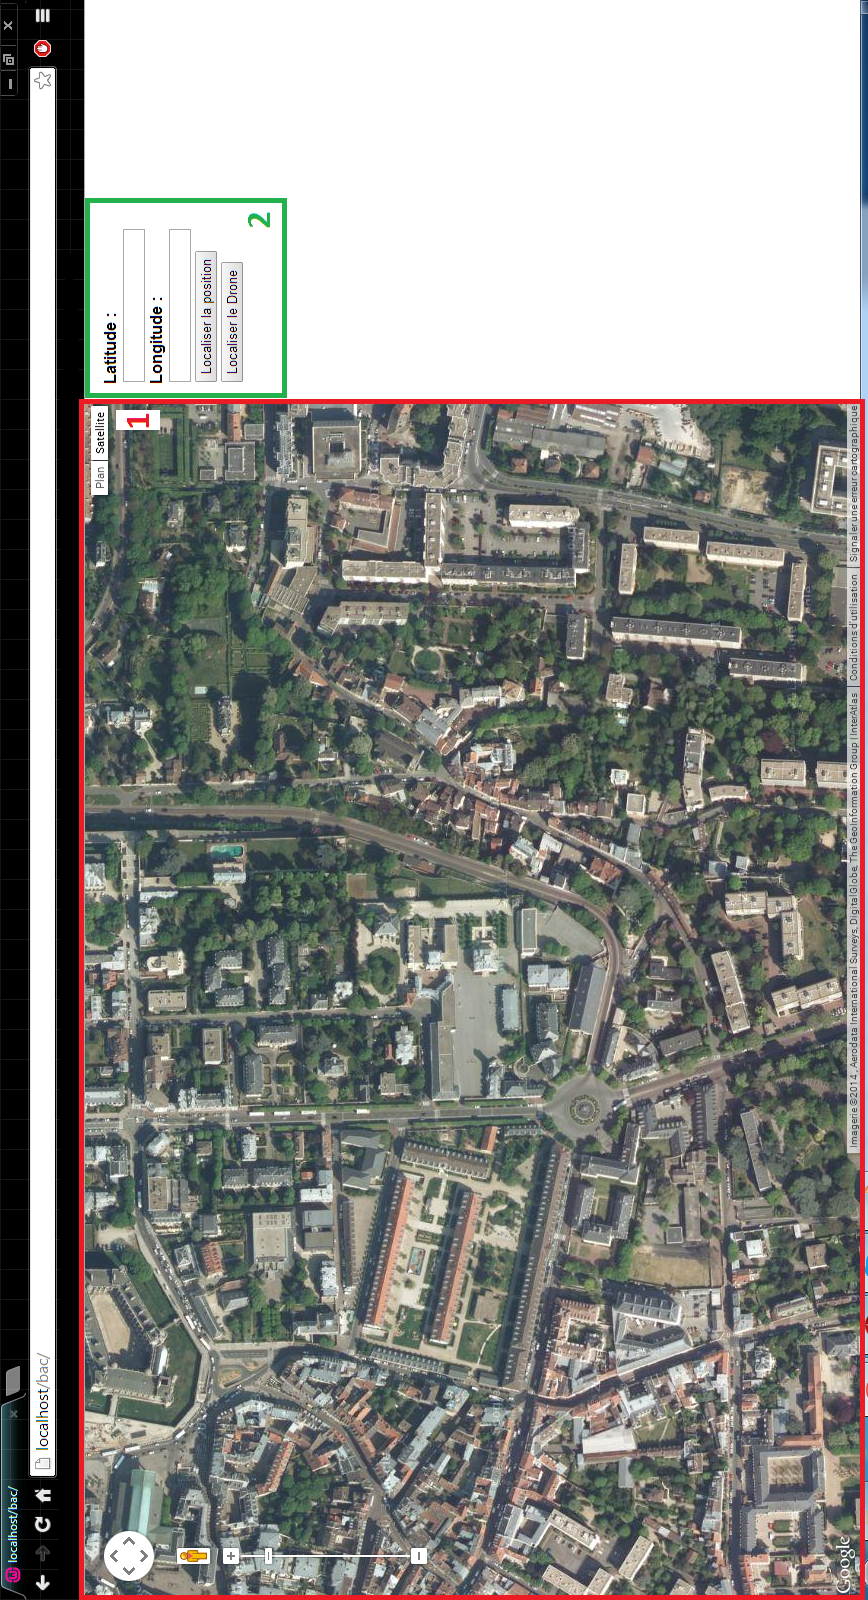 localhost/bac/
localhost/bac/
Plan
Satellite
1
Latitude :
Longitude :
Localiser la position
Localiser le Drone
2
Google
Imagerie ©2014 , Aerodata International Surveys, DigitalGlobe, The GeoInformation Group | InterAtlas
Conditions d'utilisation
Signaler une erreur cartographique